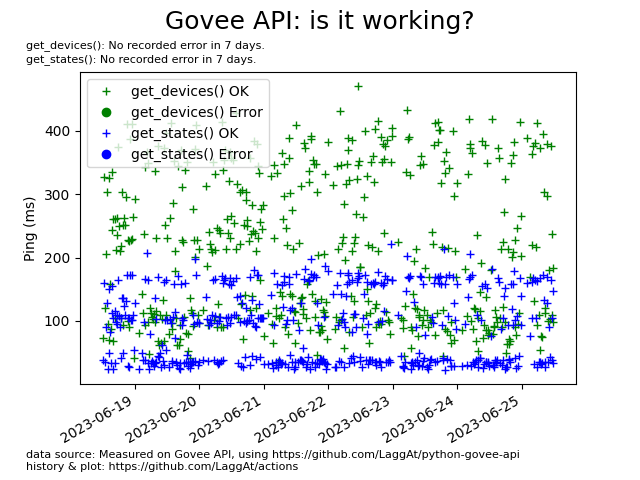 Govee API: is it working?
get_devices(): No recorded error in 7 days.
get_states(): No recorded error in 7 days.
get_devices() OK
get_devices() Error
get_states() OK
get_states() Error
Ping (ms)
400
300
200
100
2023-06-19
2023-06-20
2023-06-21
2023-06-22
2023-06-23
2023-06-24
2023-06-25
data source: Measured on Govee API, using https://github.com/LaggAt/python-govee-api
history & plot: https://github.com/LaggAt/actions